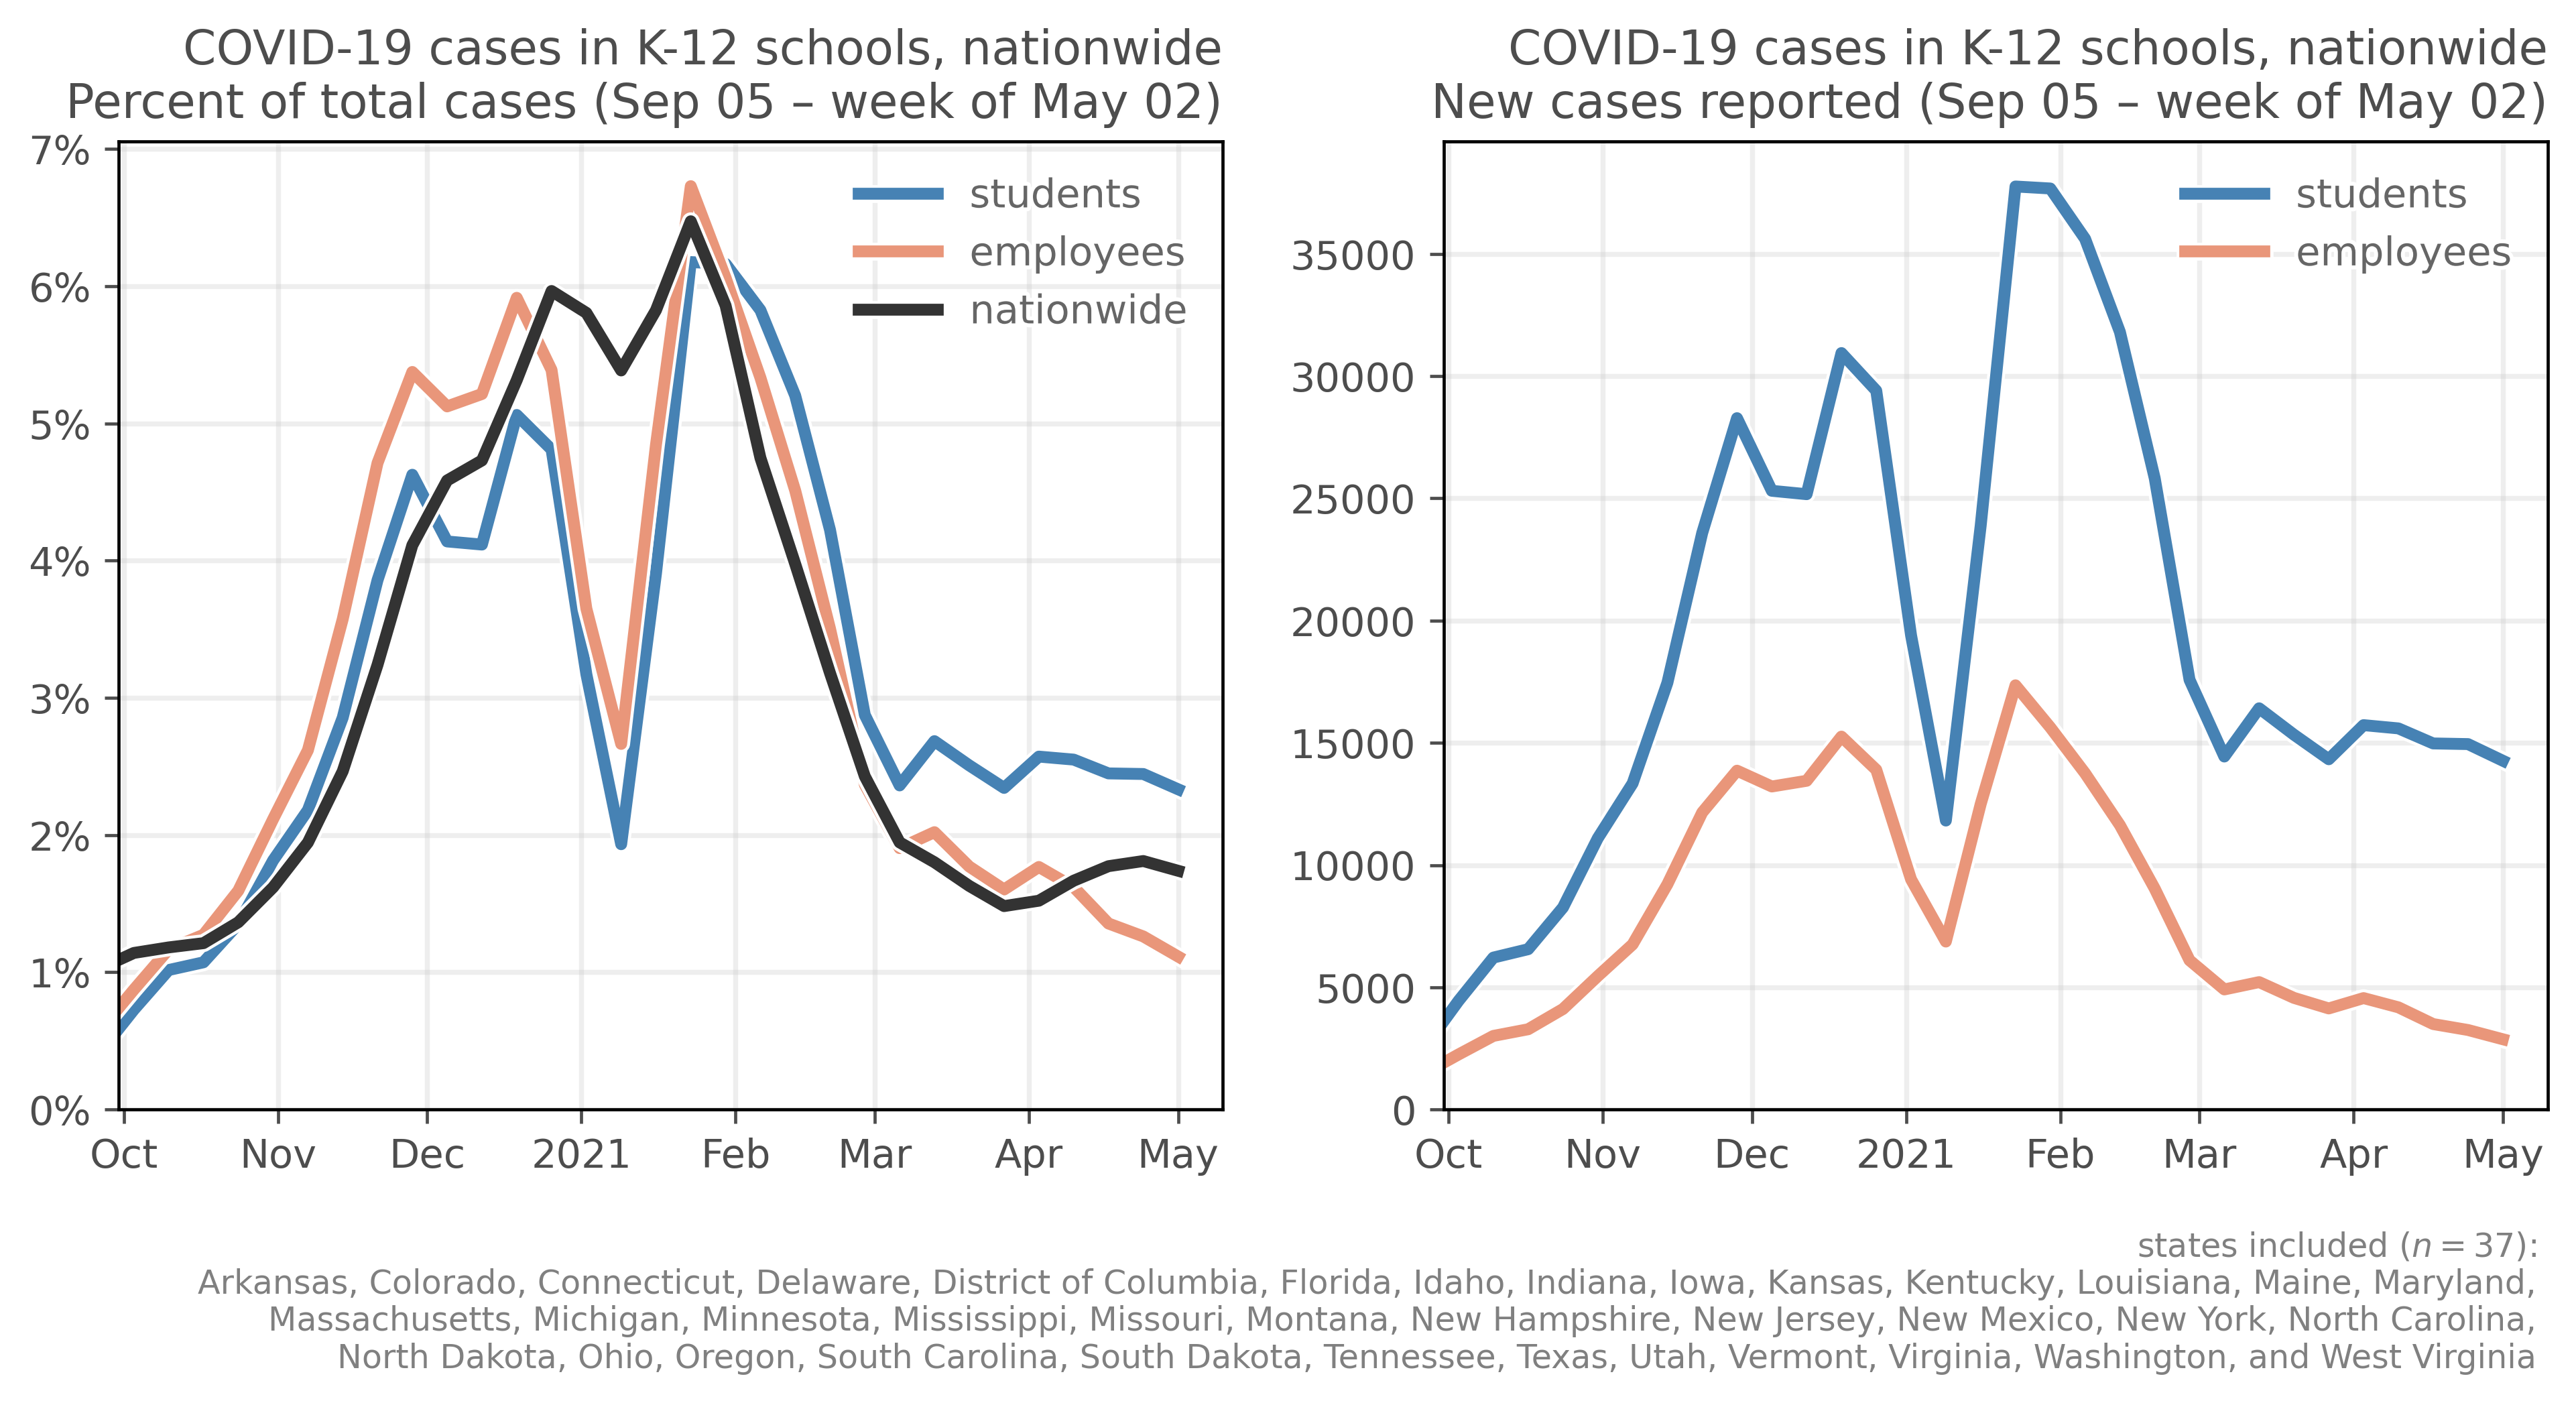 COVID-19 cases in K-12 schools, nationwide
Percent of total cases (Sep 05 – week of May 02)
7%
6%
5%
4%
3%
2%
1%
0%
students
employees
nationwide
Oct Nov Dec 2021 Feb Mar Apr May
COVID-19 cases in K-12 schools, nationwide
New cases reported (Sep 05 – week of May 02)
35000
30000
25000
20000
15000
10000
5000
0
students
employees
Oct Nov Dec 2021 Feb Mar Apr May
states included (n = 37):
Arkansas, Colorado, Connecticut, Delaware, District of Columbia, Florida, Idaho, Indiana, Iowa, Kansas, Kentucky, Louisiana, Maine, Maryland,
Massachusetts, Michigan, Minnesota, Mississippi, Missouri, Montana, New Hampshire, New Jersey, New Mexico, New York, North Carolina,
North Dakota, Ohio, Oregon, South Carolina, South Dakota, Tennessee, Texas, Utah, Vermont, Virginia, Washington, and West Virginia